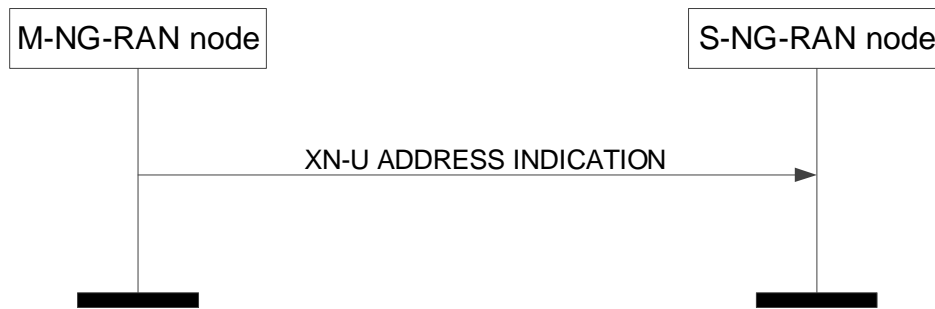 M-NG-RAN node
S-NG-RAN node
XN-U ADDRESS INDICATION